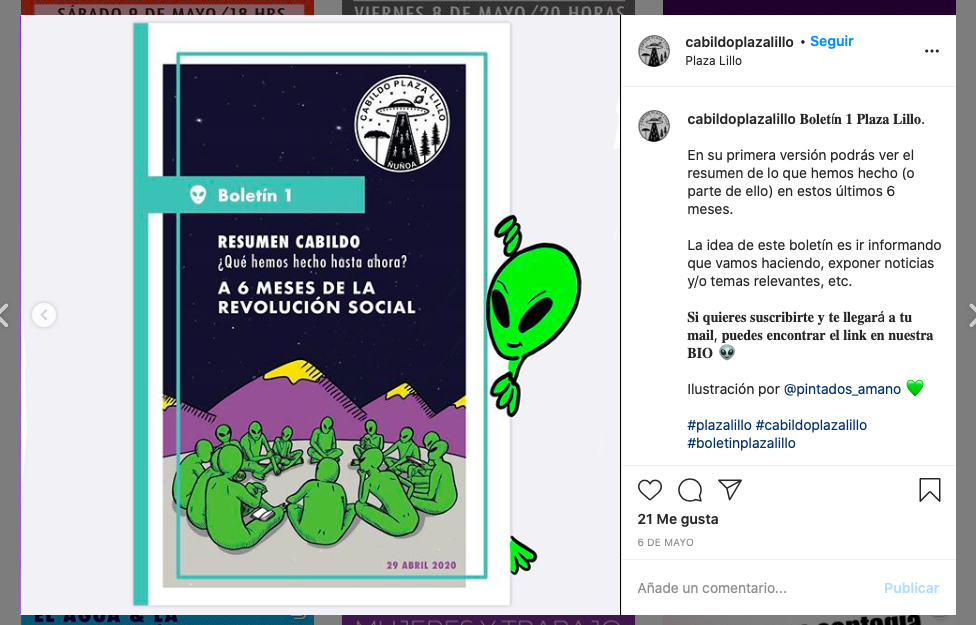 SÁBADO 9 DE MAYO/18 HRS
VIERNES 8 DE MAYO/20 HORAS
CABILDO PLAZA LILLO
ÑUÑOA
Boletín 1
RESUMEN CABILDO
¿Qué hemos hecho hasta ahora?
A 6 MESES DE LA
REVOLUCIÓN SOCIAL
29 ABRIL 2020
cabildoplazalillo • Seguir
Plaza Lillo
cabildoplazalillo Boletín 1 Plaza Lillo.
En su primera versión podrás ver el
resumen de lo que hemos hecho (o
parte de ello) en estos últimos 6
meses.
La idea de este boletín es ir informando
que vamos haciendo, exponer noticias
y/o temas relevantes, etc.
Si quieres suscribirte y te llegará a tu
mail, puedes encontrar el link en nuestra
BIO 👽
Ilustración por @pintados_amano 💚
#plazalillo #cabildoplazalillo
#boletinplazalillo
21 Me gusta
6 DE MAYO
Añade un comentario...
Publicar
EL AGUA & LA
MUJERES Y TRABAJO